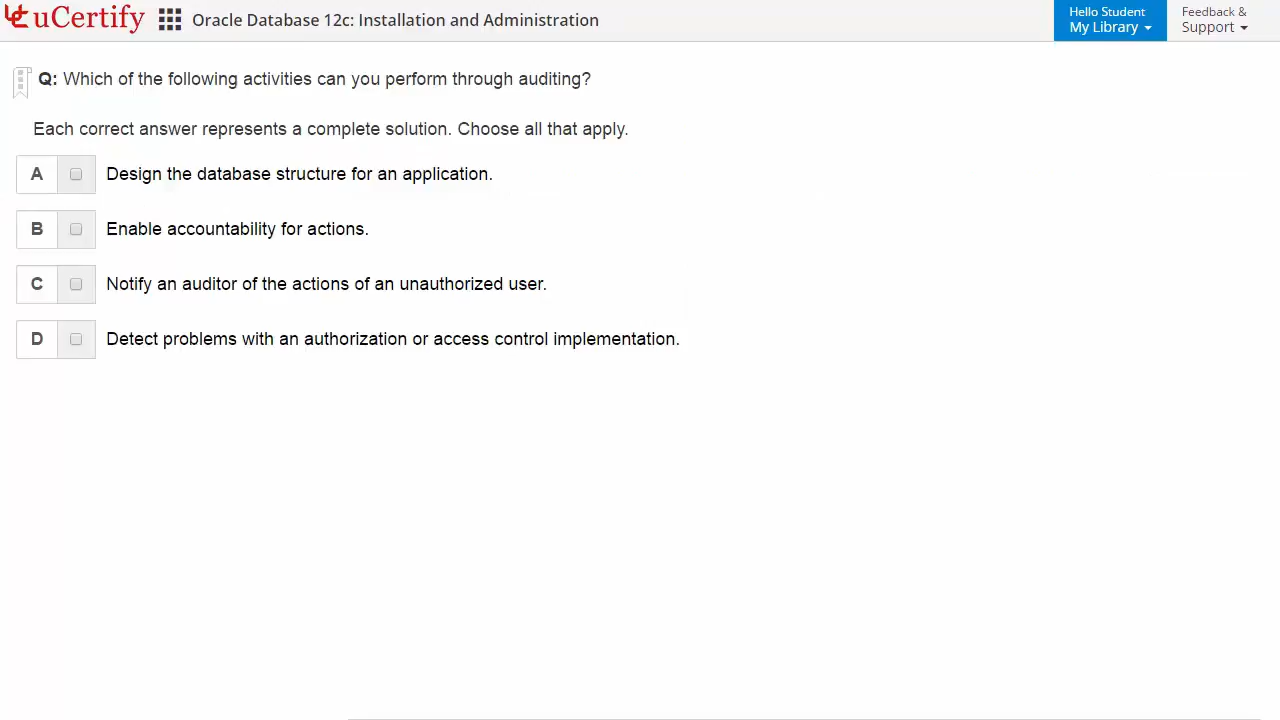 uCertify
Oracle Database 12c: Installation and Administration
Hello Student
My Library
Feedback &
Support
Q: Which of the following activities can you perform through auditing?
Each correct answer represents a complete solution. Choose all that apply.
A Design the database structure for an application.
B Enable accountability for actions.
C Notify an auditor of the actions of an unauthorized user.
D Detect problems with an authorization or access control implementation.